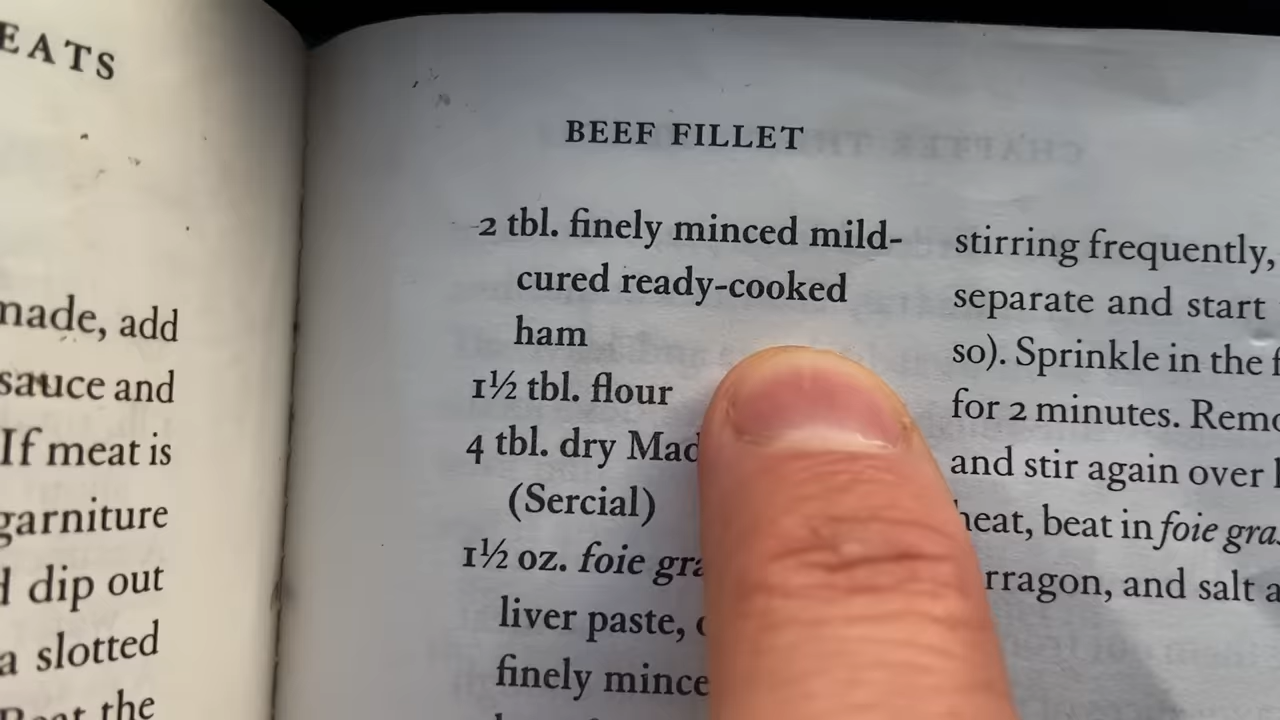 EATS
made, add
sauce and
If meat is
garniture
dip out
a slotted
the
BEEF FILLET
2 tbl. finely minced mild-
cured ready-cooked
ham
1½ tbl. flour
4 tbl. dry Mad
(Sercial)
1½ oz. foie gra
liver paste,
finely mince
stirring frequently,
separate and start
so). Sprinkle in the f
for 2 minutes. Remo
and stir again over
heat, beat in foie gra
rragon, and salt a